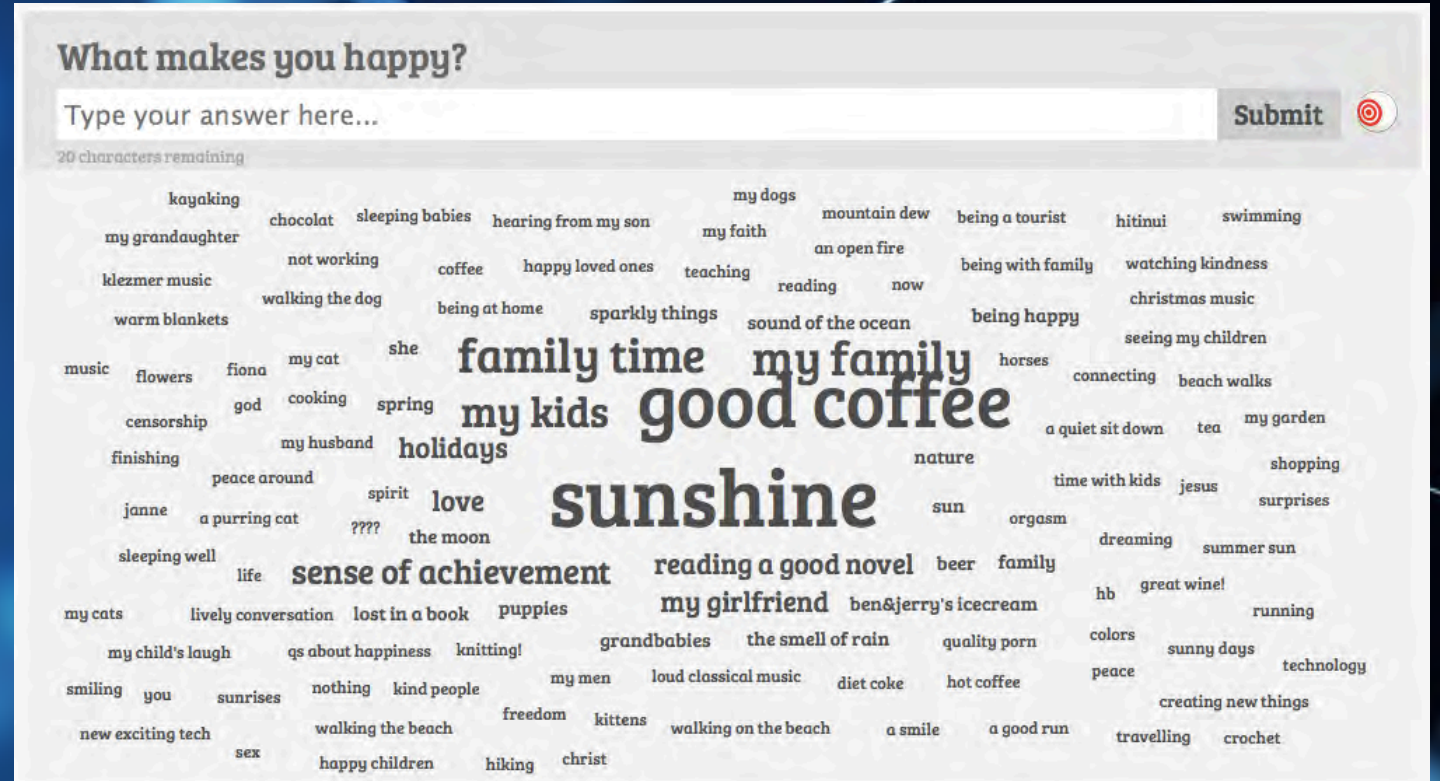 What makes you happy?
Type your answer here...
Submit
20 characters remaining
kayaking
my dogs
chocolat
sleeping babies
hearing from my son
mountain dew
being a tourist
hitinui
swimming
my grandaughter
my faith
an open fire
not working
coffee
happy loved ones
teaching
being with family
watching kindness
klezmer music
reading
now
walking the dog
being at home
sparkly things
christmas music
warm blankets
sound of the ocean
being happy
seeing my children
music
flowers
fiona
my cat
she
family time
my family
horses
connecting
beach walks
god
cooking
spring
my kids
good coffee
censorship
a quiet sit down
tea
my garden
finishing
my husband
holidays
nature
shopping
peace around
time with kids
jesus
spirit
love
sunshine
sun
surprises
janne
a purring cat
????
the moon
orgasm
dreaming
summer sun
sleeping well
life
sense of achievement
reading a good novel
beer
family
great wine!
hb
my cats
lively conversation
lost in a book
puppies
my girlfriend
ben&jerry's icecream
running
my child's laugh
qs about happiness
knitting!
grandbabies
the smell of rain
quality porn
colors
sunny days
technology
smiling
you
sunrises
nothing
kind people
my men
loud classical music
diet coke
hot coffee
peace
creating new things
new exciting tech
walking the beach
freedom
kittens
walking on the beach
a smile
a good run
travelling
crochet
sex
happy children
hiking
christ